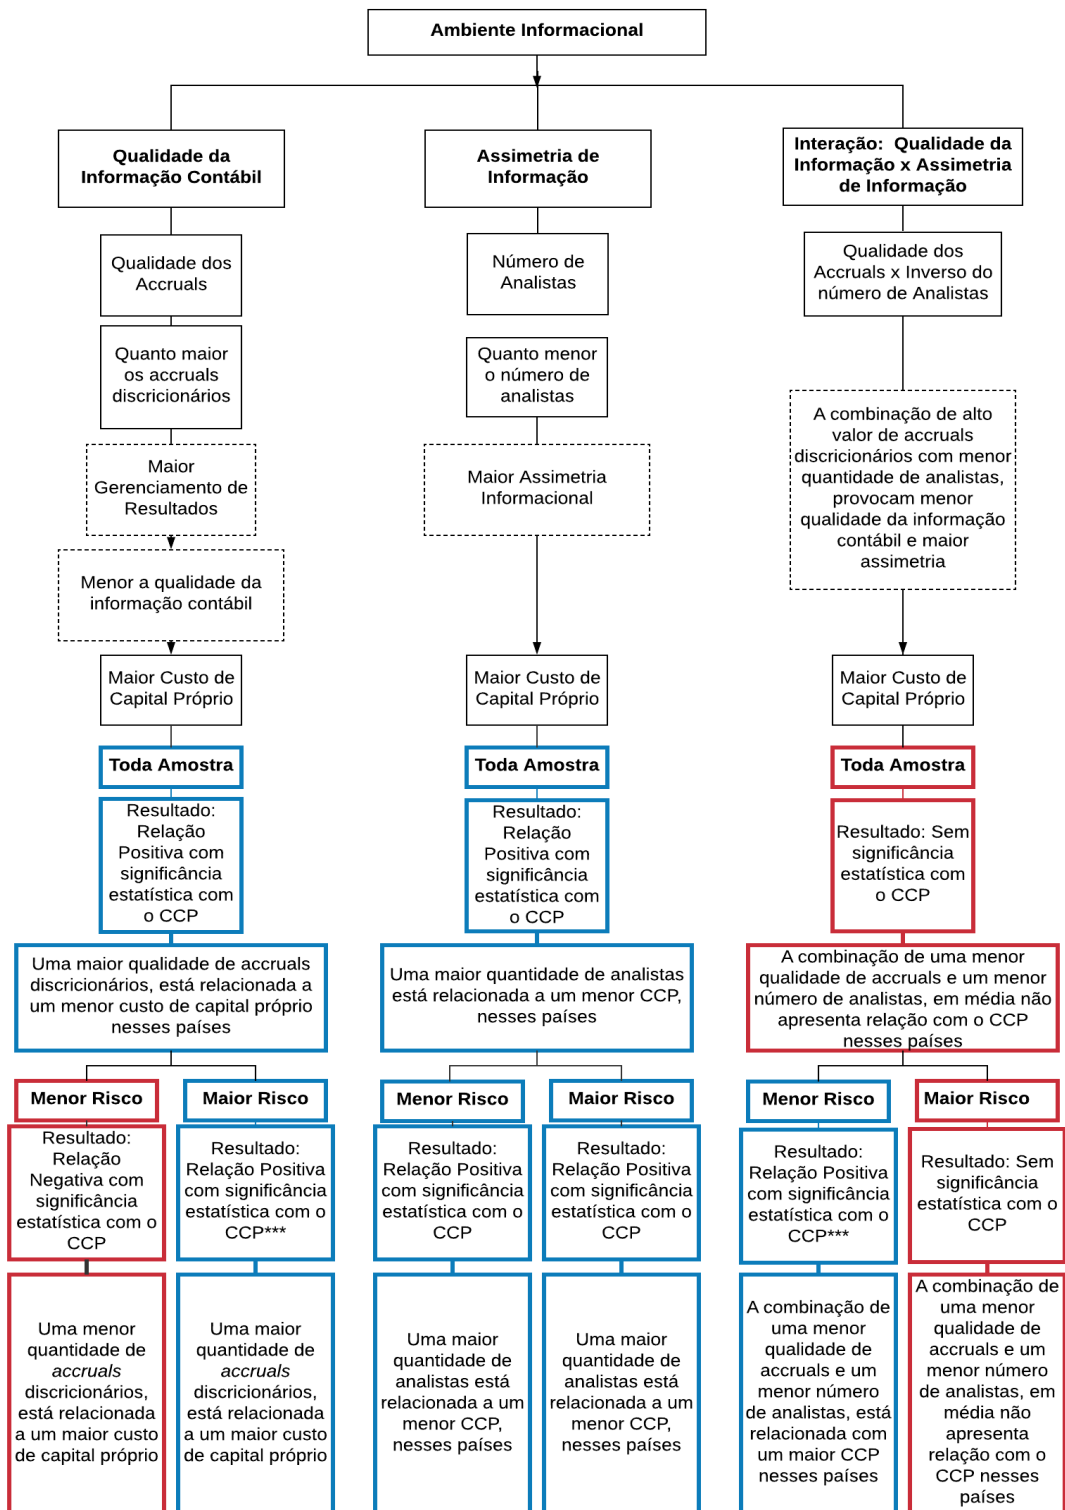 Ambiente Informacional
Qualidade da
Informação Contábil
Assimetria de
Informação
Interação:  Qualidade da
Informação x Assimetria
de Informação
Qualidade dos
Accruals
Número de
Analistas
Qualidade dos
Accruals x Inverso do
número de Analistas
Quanto maior
os accruals
discricionários
Quanto menor
o número de
analistas
Maior
Gerenciamento de
Resultados
Maior Assimetria
Informacional
A combinação de alto
valor de accruals
discricionários com menor
quantidade de analistas,
provocam menor
qualidade da informação
contábil e maior
assimetria
Menor a qualidade da
informação contábil
Maior Custo de
Capital Próprio
Maior Custo de
Capital Próprio
Maior Custo de
Capital Próprio
Toda Amostra
Toda Amostra
Toda Amostra
Resultado:
Relação
Positiva com
significância
estatística com
o CCP
Resultado:
Relação
Positiva com
significância
estatística com
o CCP
Resultado: Sem
significância
estatística com
o CCP
Uma maior qualidade de accruals
discricionários, está relacionada a
um menor custo de capital próprio
nesses países
Uma maior quantidade de analistas
está relacionada a um menor CCP,
nesses países
A combinação de uma menor
qualidade de accruals e um menor
número de analistas, em média não
apresenta relação com o CCP
nesses países
Menor Risco
Maior Risco
Menor Risco
Maior Risco
Menor Risco
Maior Risco
Resultado:
Relação
Negativa com
significância
estatística com o
CCP
Resultado:
Relação Positiva
com significância
estatística com o
CCP***
Resultado:
Relação Positiva
com significância
estatística com o
CCP
Resultado:
Relação Positiva
com significância
estatística com o
CCP
Resultado:
Relação Positiva
com significância
estatística com o
CCP***
Resultado: Sem
significância
estatística com o
CCP
Uma menor
quantidade de
accruals
discricionários,
está relacionada
a um maior custo
de capital próprio
Uma maior
quantidade de
accruals
discricionários,
está relacionada
a um maior custo
de capital próprio
Uma maior
quantidade de
analistas está
relacionada a um
menor CCP,
nesses países
Uma maior
quantidade de
analistas está
relacionada a um
menor CCP,
nesses países
A combinação de
uma menor
qualidade de
accruals e um
menor número
de analistas, está
relacionada com
um maior CCP
nesses países
A combinação de
uma menor
qualidade de
accruals e um
menor número
de analistas, em
média não
apresenta
relação com o
CCP nesses
países